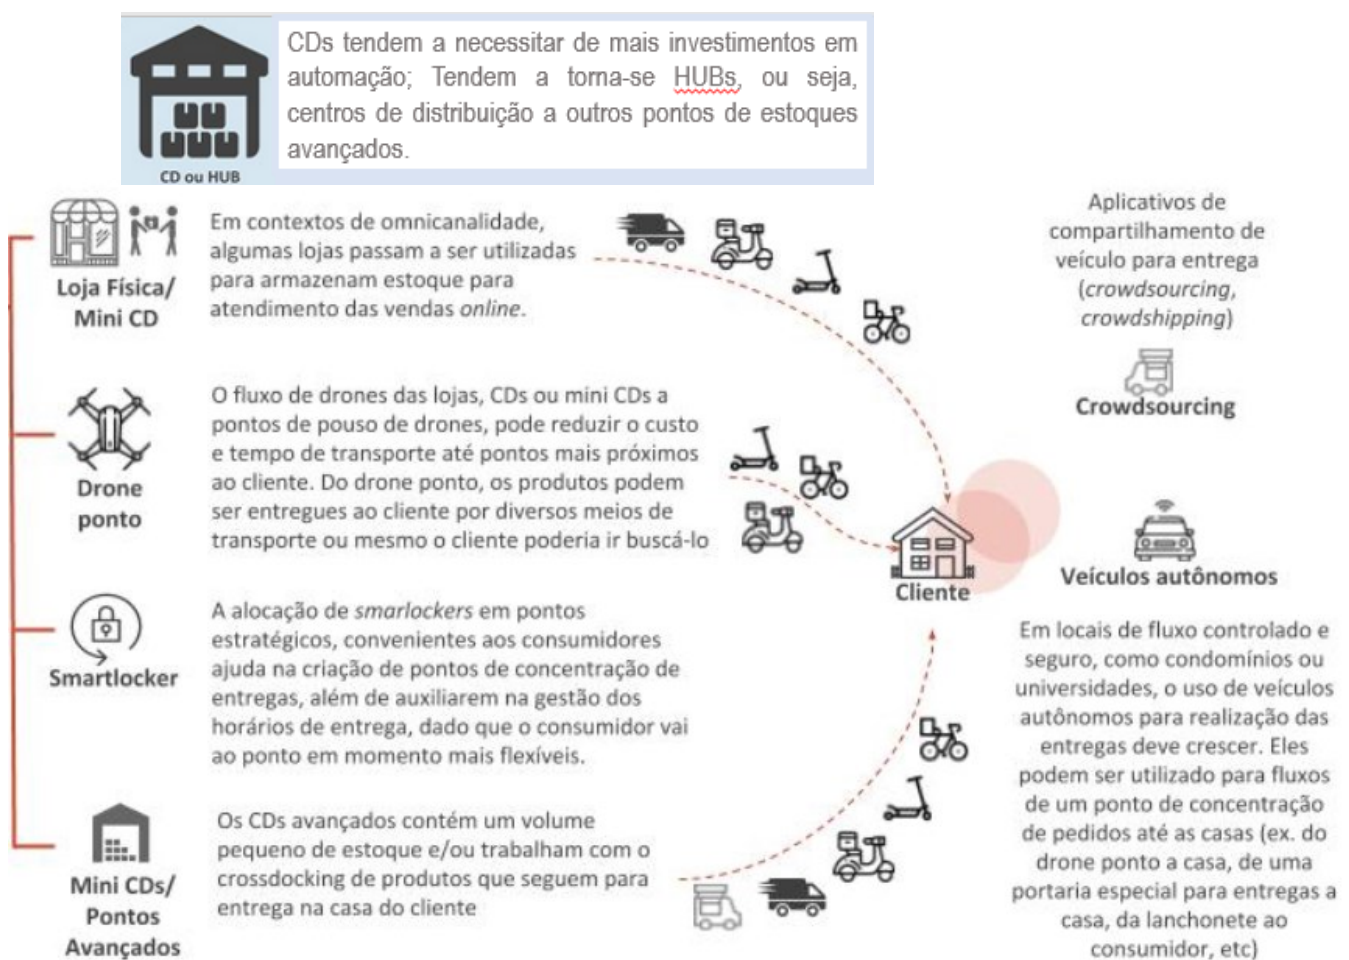 CDs tendem a necessitar de mais investimentos em
automação; Tendem a torna-se HUBs, ou seja,
centros de distribuição a outros pontos de estoques
avançados.
CD ou HUB
Loja Física/
Mini CD
Em contextos de omnicanalidade,
algumas lojas passam a ser utilizadas
para armazenam estoque para
atendimento das vendas online.
Drone
ponto
O fluxo de drones das lojas, CDs ou mini CDs a
pontos de pouso de drones, pode reduzir o custo
e tempo de transporte até pontos mais próximos
ao cliente. Do drone ponto, os produtos podem
ser entregues ao cliente por diversos meios de
transporte ou mesmo o cliente poderia ir buscá-lo
Smartlocker
A alocação de smarlockers em pontos
estratégicos, convenientes aos consumidores
ajuda na criação de pontos de concentração de
entregas, além de auxiliarem na gestão dos
horários de entrega, dado que o consumidor vai
ao ponto em momento mais flexíveis.
Mini CDs/
Pontos
Avançados
Os CDs avançados contém um volume
pequeno de estoque e/ou trabalham com o
crossdocking de produtos que seguem para
entrega na casa do cliente
Cliente
Aplicativos de
compartilhamento de
veículo para entrega
(crowdsourcing,
crowdshipping)
Crowdsourcing
Veículos autônomos
Em locais de fluxo controlado e
seguro, como condomínios ou
universidades, o uso de veículos
autônomos para realização das
entregas deve crescer. Eles
podem ser utilizado para fluxos
de um ponto de concentração
de pedidos até as casas (ex. do
drone ponto a casa, de uma
portaria especial para entregas a
casa, da lanchonete ao
consumidor, etc)